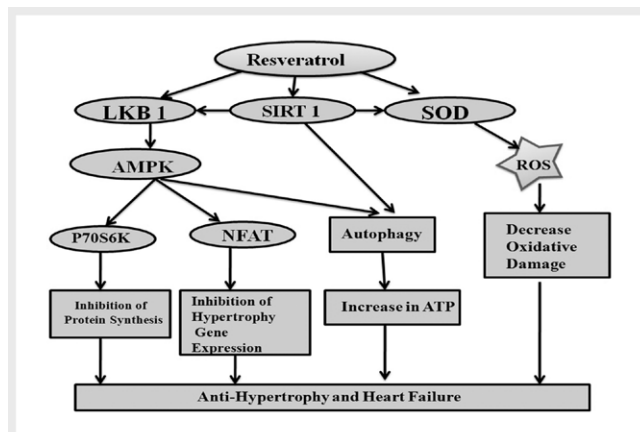 Resveratrol
LKB 1
SIRT 1
SOD
AMPK
ROS
P70S6K
NFAT
Autophagy
Decrease
Oxidative
Damage
Inhibition of
Protein Synthesis
Inhibition of
Hypertrophy
Gene
Expression
Increase in ATP
Anti-Hypertrophy and Heart Failure